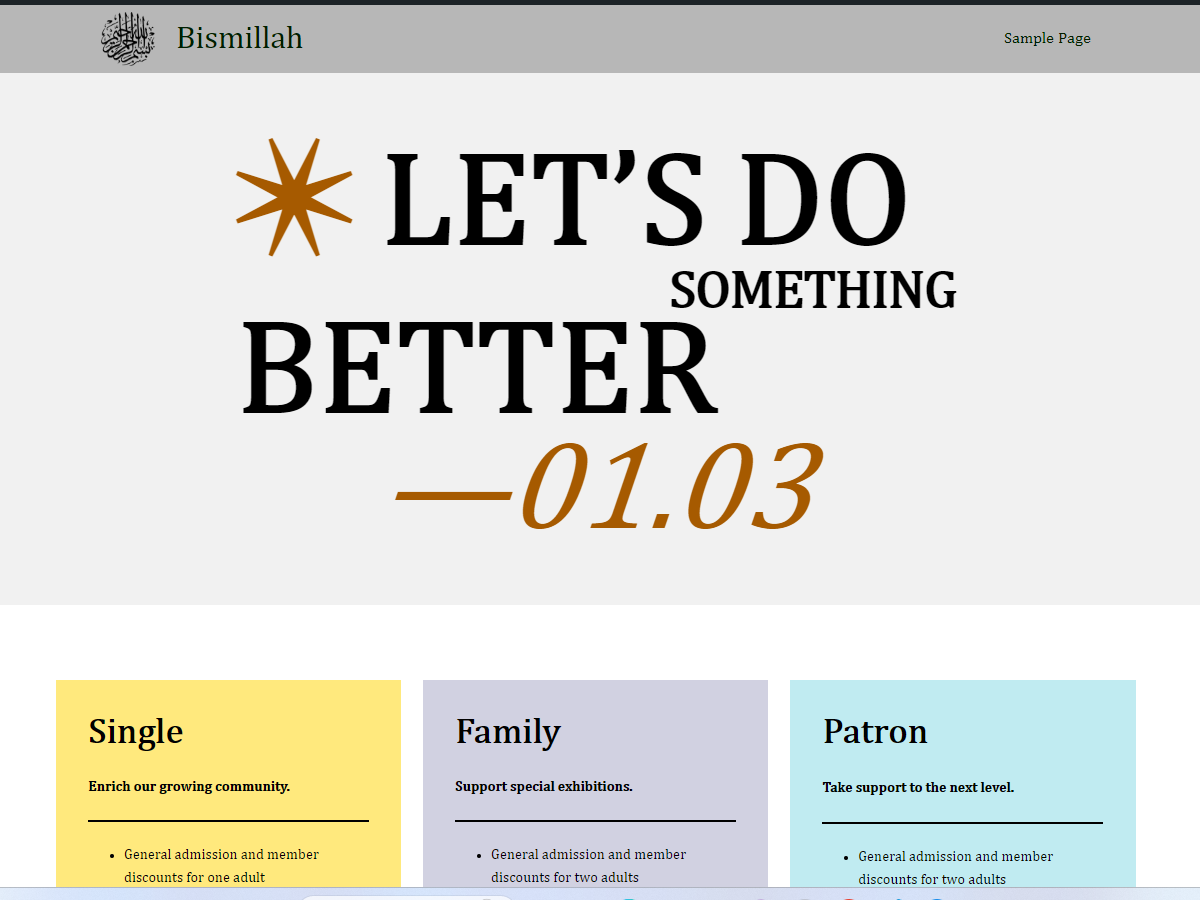 Bismillah
Sample Page
LET’S DO
SOMETHING
BETTER
—01.03
Single
Enrich our growing community.
• General admission and member
discounts for one adult
Family
Support special exhibitions.
• General admission and member
discounts for two adults
Patron
Take support to the next level.
• General admission and member
discounts for two adults